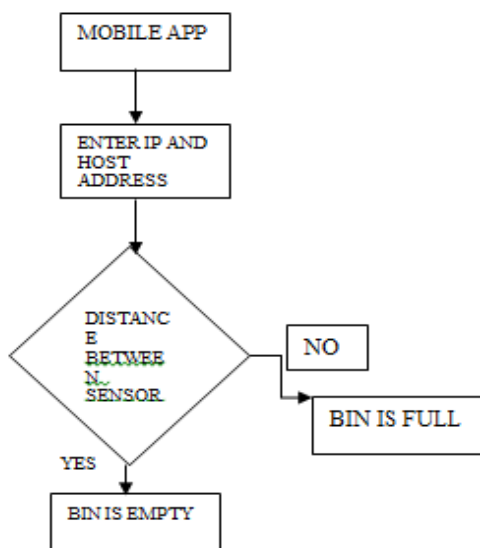 MOBILE APP
ENTER IP AND
HOST
ADDRESS
DISTANC
E
BETWEE
N
SENSOR
NO
BIN IS FULL
YES
BIN IS EMPTY